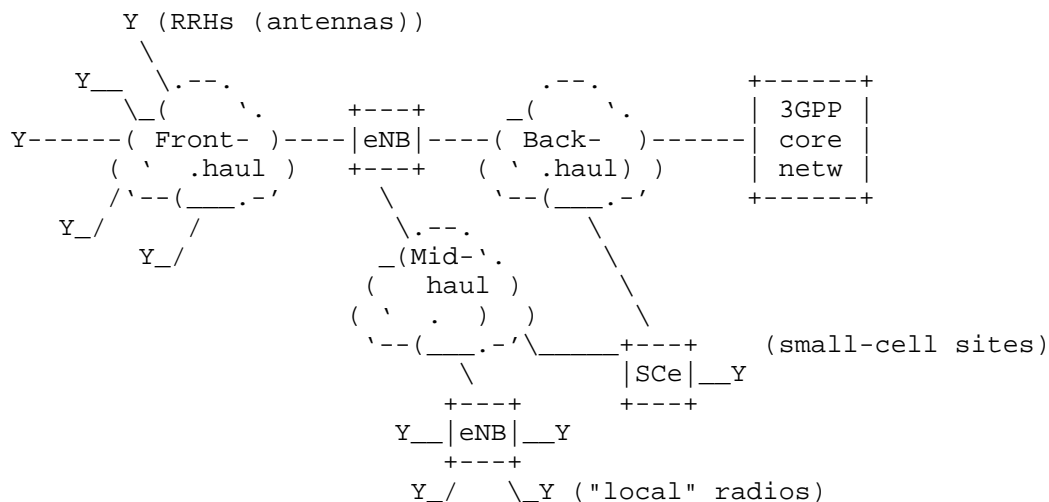 Y (RRHs (antennas))
Y
Y Front- eNB Back- 3GPP
.haul .haul core
netw
Y
Y
Mid-
haul
(small-cell sites)
SCe Y
Y eNB Y
Y Y ("local" radios)